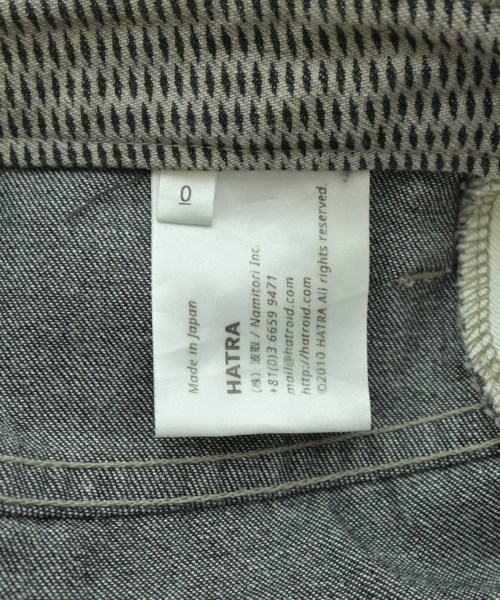 0
Made in Japan
HATRA
(株) 波取 / Namitori Inc.
+81(0)3 6659 9471
mail@hatroid.com
http://hatroid.com
©2010 HATRA All rights reserved.